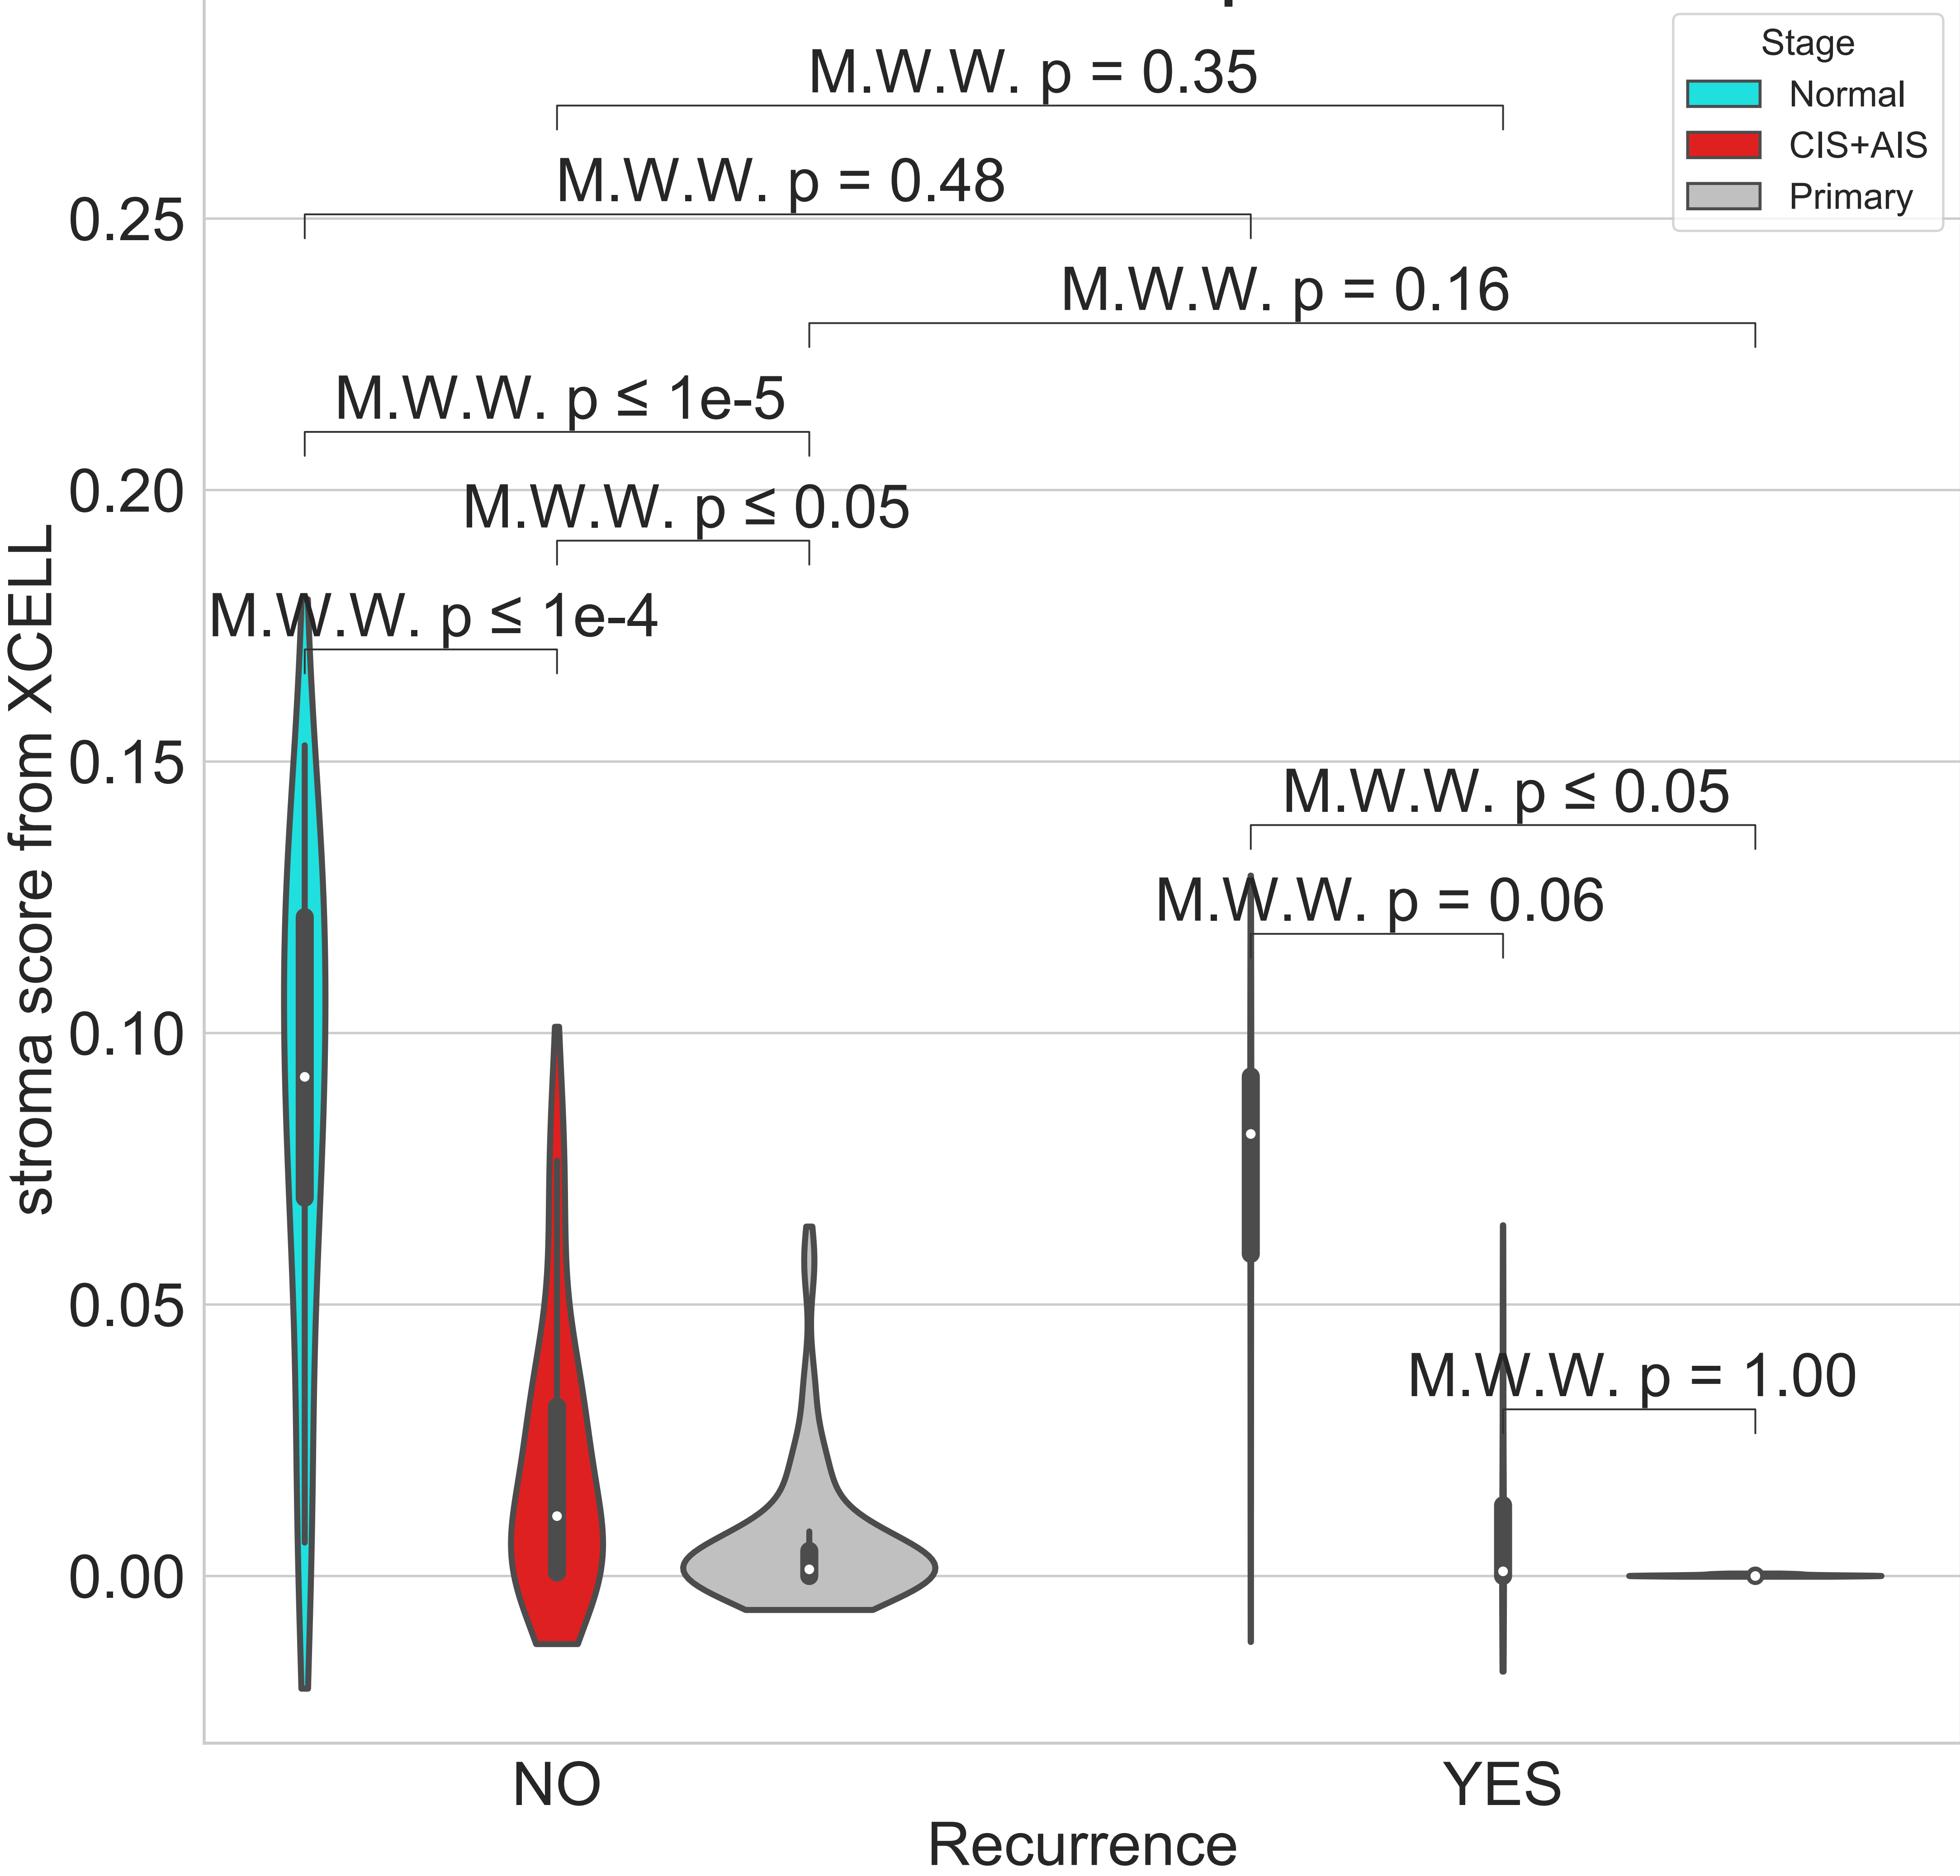 Stage
Normal
CIS+AIS
Primary
M.W.W. p = 0.35
M.W.W. p = 0.48
M.W.W. p = 0.16
M.W.W. p ≤ 1e-5
M.W.W. p ≤ 0.05
M.W.W. p ≤ 1e-4
M.W.W. p ≤ 0.05
M.W.W. p = 0.06
M.W.W. p = 1.00
stroma score from XCELL
0.25
0.20
0.15
0.10
0.05
0.00
NO
YES
Recurrence